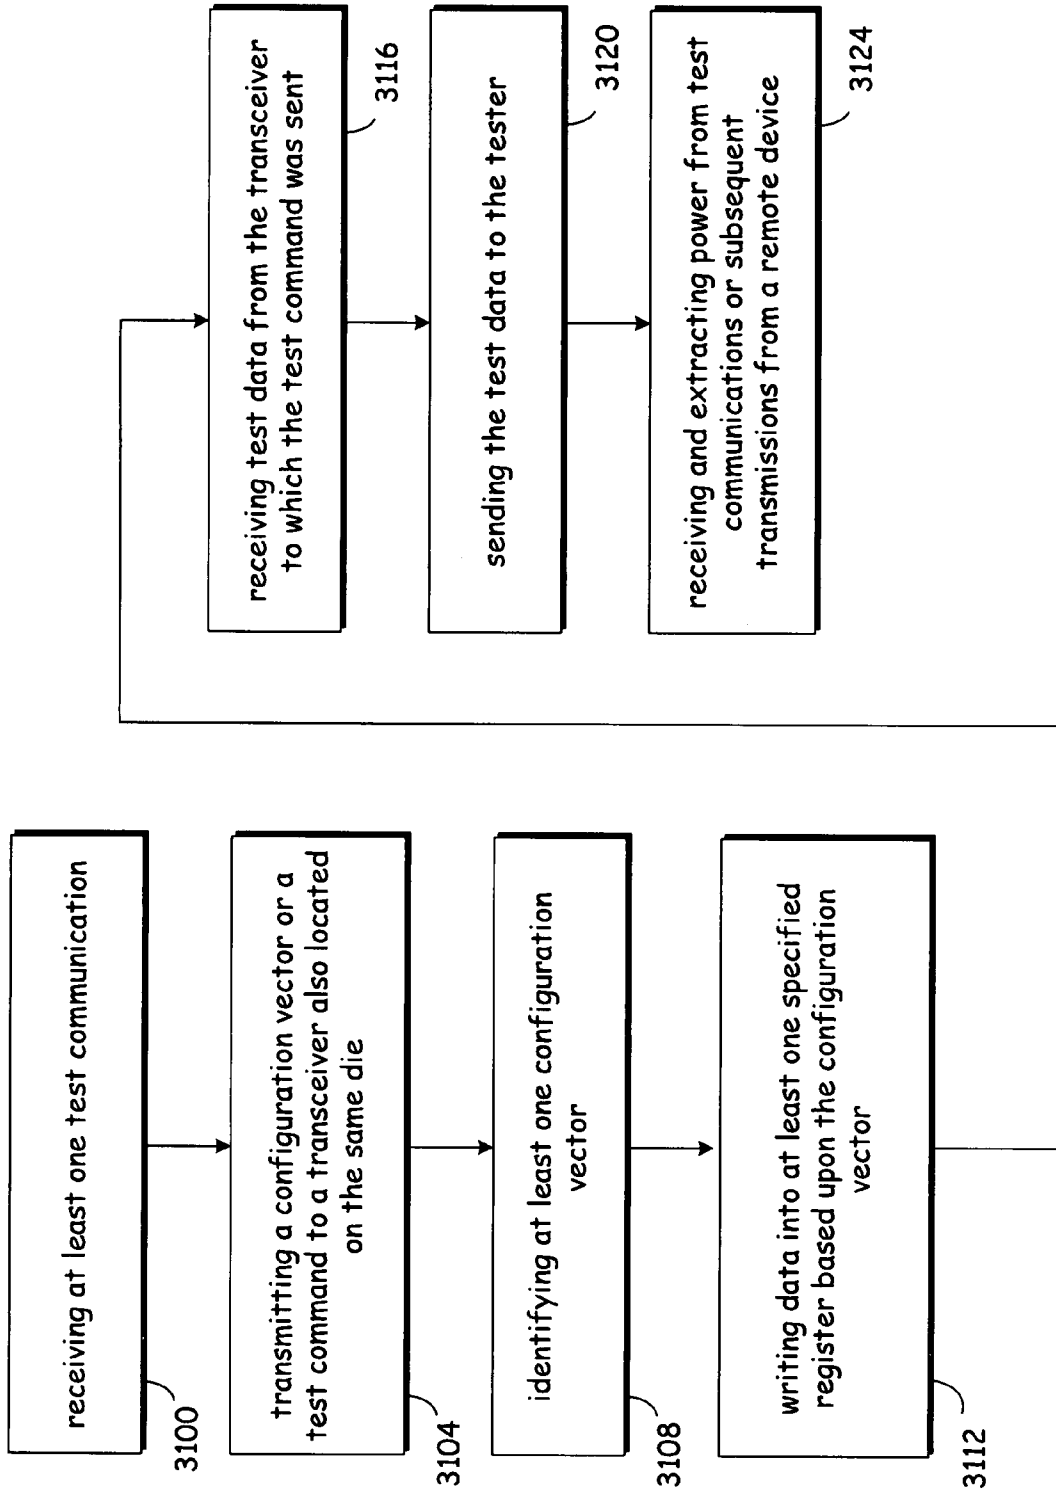 receiving at least one test communication
3100
transmitting a configuration vector or a
test command to a transceiver also located
on the same die
3104
identifying at least one configuration
vector
3108
writing data into at least one specified
register based upon the configuration
vector
3112
receiving test data from the transceiver
to which the test command was sent
3116
sending the test data to the tester
3120
receiving and extracting power from test
communications or subsequent
transmissions from a remote device
3124